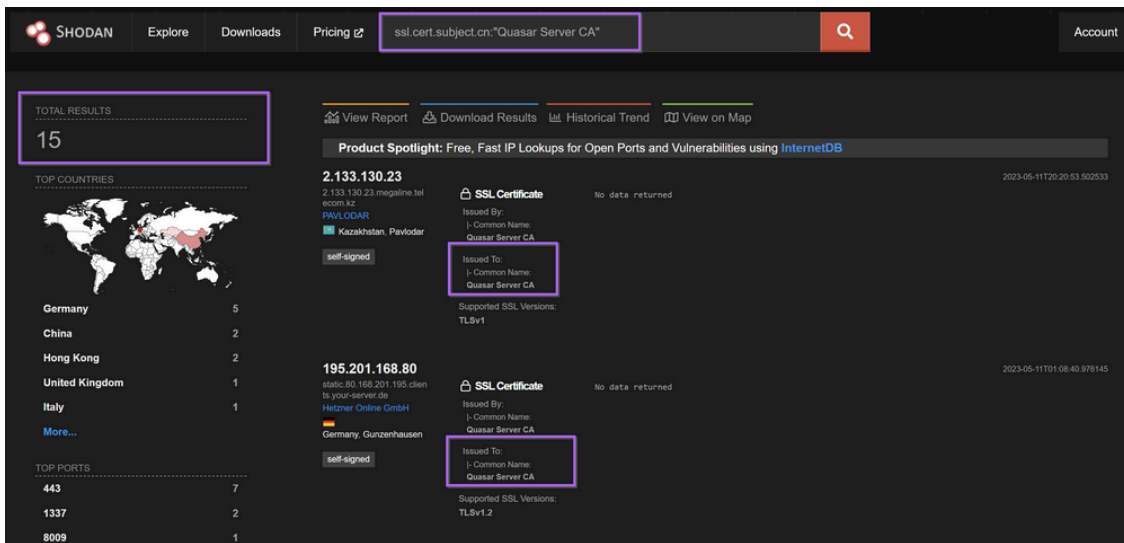 SHODAN Explore Downloads Pricing ssl.cert.subject.cn:"Quasar Server CA" Account
TOTAL RESULTS
15
View Report Download Results Historical Trend View on Map
Product Spotlight: Free, Fast IP Lookups for Open Ports and Vulnerabilities using InternetDB
TOP COUNTRIES
Germany 5
China 2
Hong Kong 2
United Kingdom 1
Italy 1
More...
TOP PORTS
443 7
1337 2
8009 1
2.133.130.23
2.133.130.23.megaline.tel
ecom.kz
PAVLODAR
Kazakhstan, Pavlodar
self-signed
SSL Certificate
Issued By:
|- Common Name:
Quasar Server CA
Issued To:
|- Common Name:
Quasar Server CA
Supported SSL Versions:
TLSv1
No data returned
2023-05-11T20:20:53.502533
195.201.168.80
static.80.168.201.195.clien
ts.your-server.de
Hetzner Online GmbH
Germany, Gunzenhausen
self-signed
SSL Certificate
Issued By:
|- Common Name:
Quasar Server CA
Issued To:
|- Common Name:
Quasar Server CA
Supported SSL Versions:
TLSv1.2
No data returned
2023-05-11T01:08:40.976145